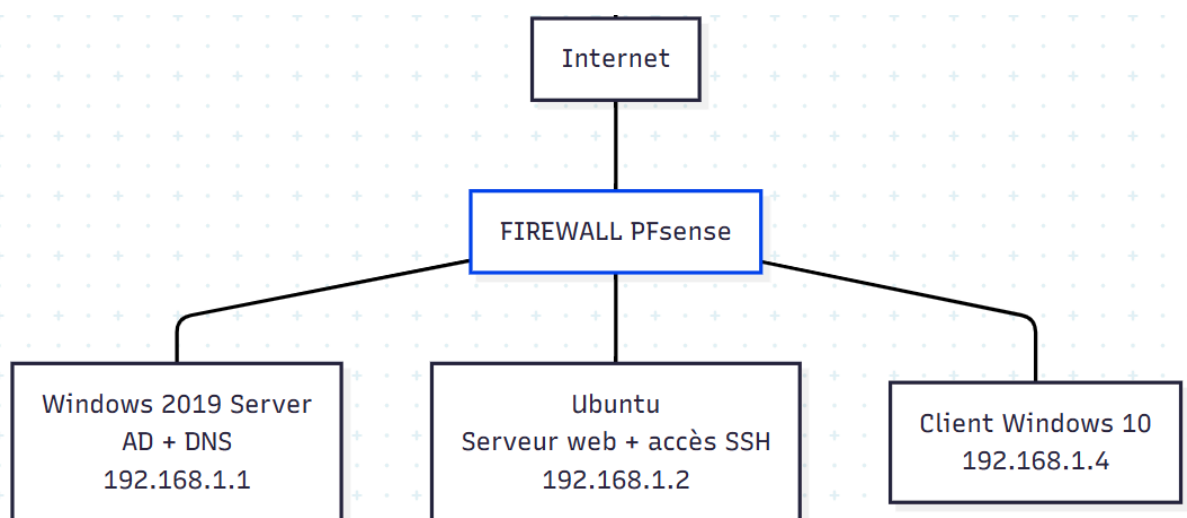 Internet
FIREWALL PFsense
Windows 2019 Server
AD + DNS
192.168.1.1
Ubuntu
Serveur web + accès SSH
192.168.1.2
Client Windows 10
192.168.1.4